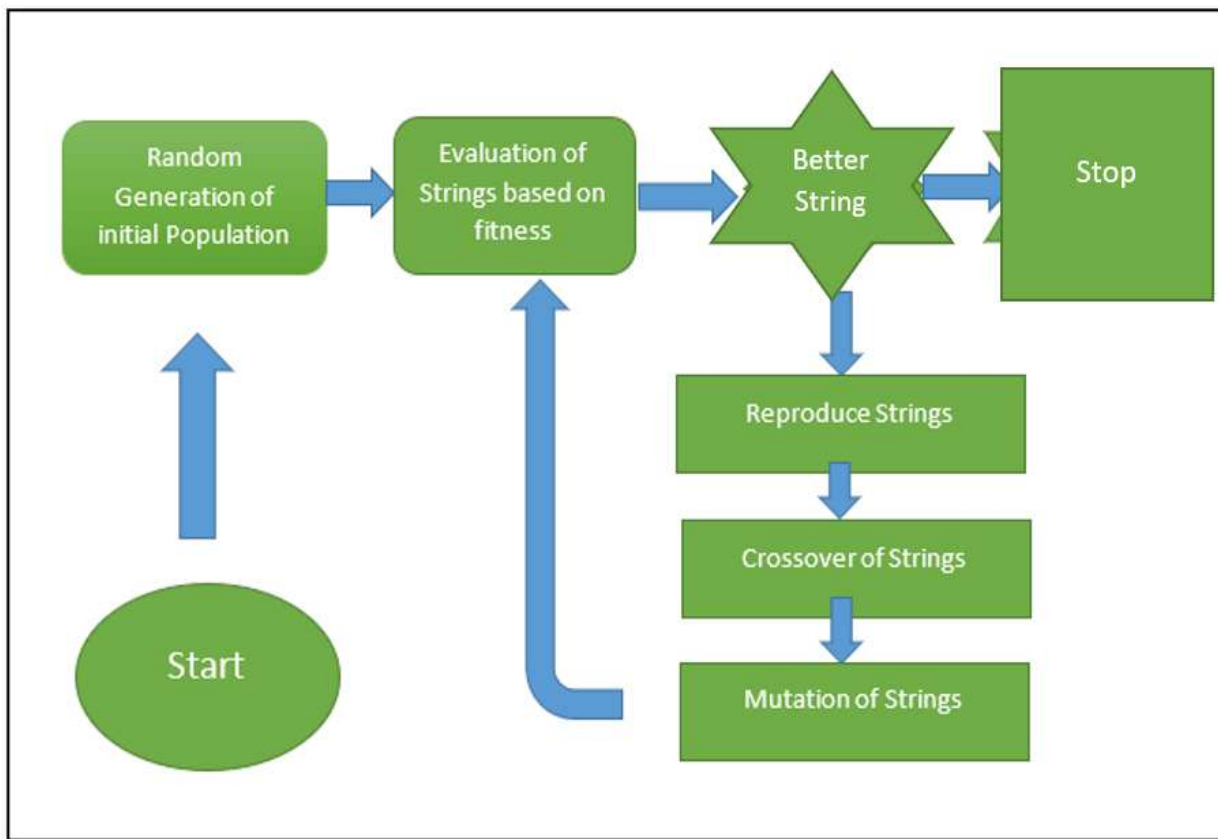 Random
Generation of
initial Population
Evaluation of
Strings based on
fitness
Better
String
Stop
Reproduce Strings
Crossover of Strings
Mutation of Strings
Start